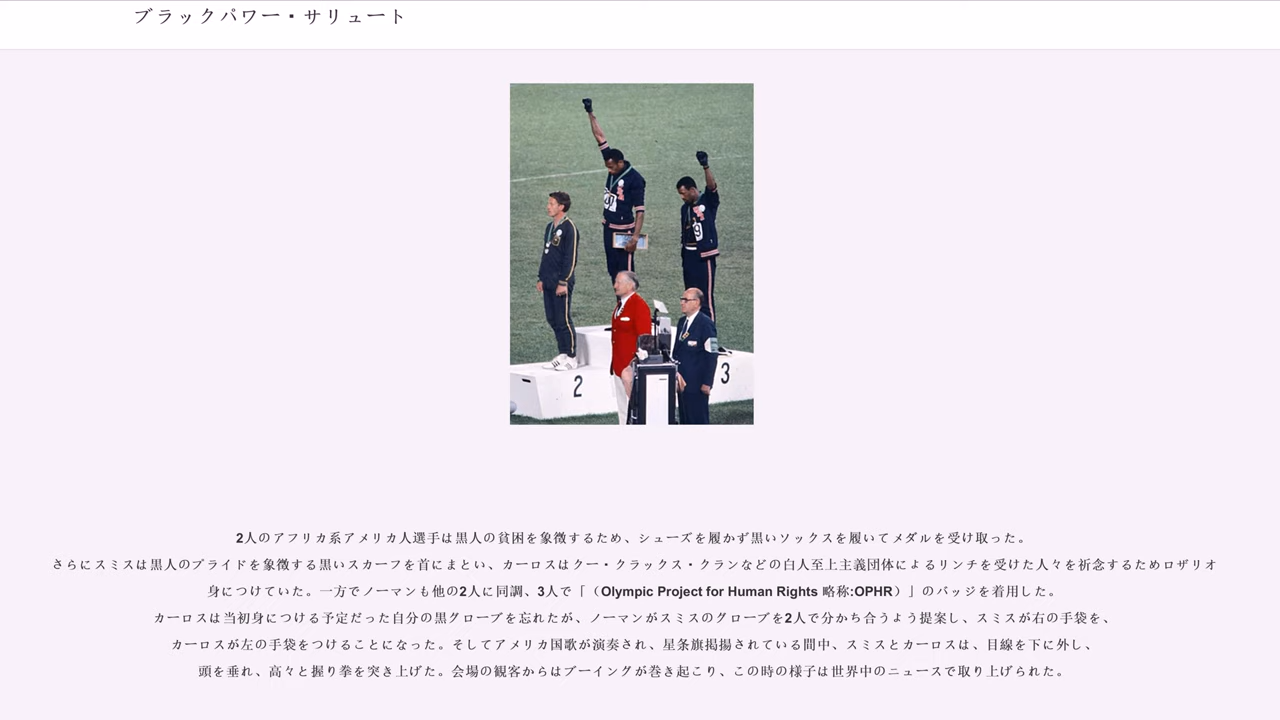 ブラックパワー・サリュート
2
3
9
2人のアフリカ系アメリカ人選手は黒人の貧困を象徴するため、シューズを履かず黒いソックスを履いてメダルを受け取った。
さらにスミスは黒人のプライドを象徴する黒いスカーフを首にまとい、カーロスはクー・クラックス・クランなどの白人至上主義団体によるリンチを受けた人々を祈念するためロザリオ
身につけていた。一方でノーマンも他の2人に同調、3人で「（Olympic Project for Human Rights 略称:OPHR）」のバッジを着用した。
カーロスは当初身につける予定だった自分の黒グローブを忘れたが、ノーマンがスミスのグローブを2人で分かち合うよう提案し、スミスが右の手袋を、
カーロスが左の手袋をつけることになった。そしてアメリカ国歌が演奏され、星条旗掲揚されている間中、スミスとカーロスは、目線を下に外し、
頭を垂れ、高々と握り拳を突き上げた。会場の観客からはブーイングが巻き起こり、この時の様子は世界中のニュースで取り上げられた。